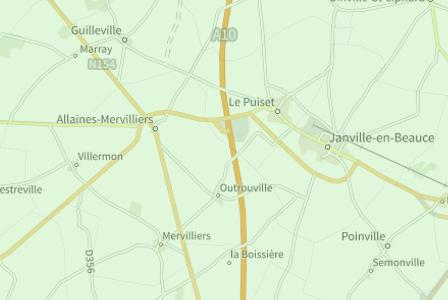 Guilleville
A10
Marray
N154
Le Puiset
Allaines-Mervilliers
Janville-en-Beauce
Villermon
Outrouville
estreville
Mervilliers
Poinville
D356
la Boissière
Semonville